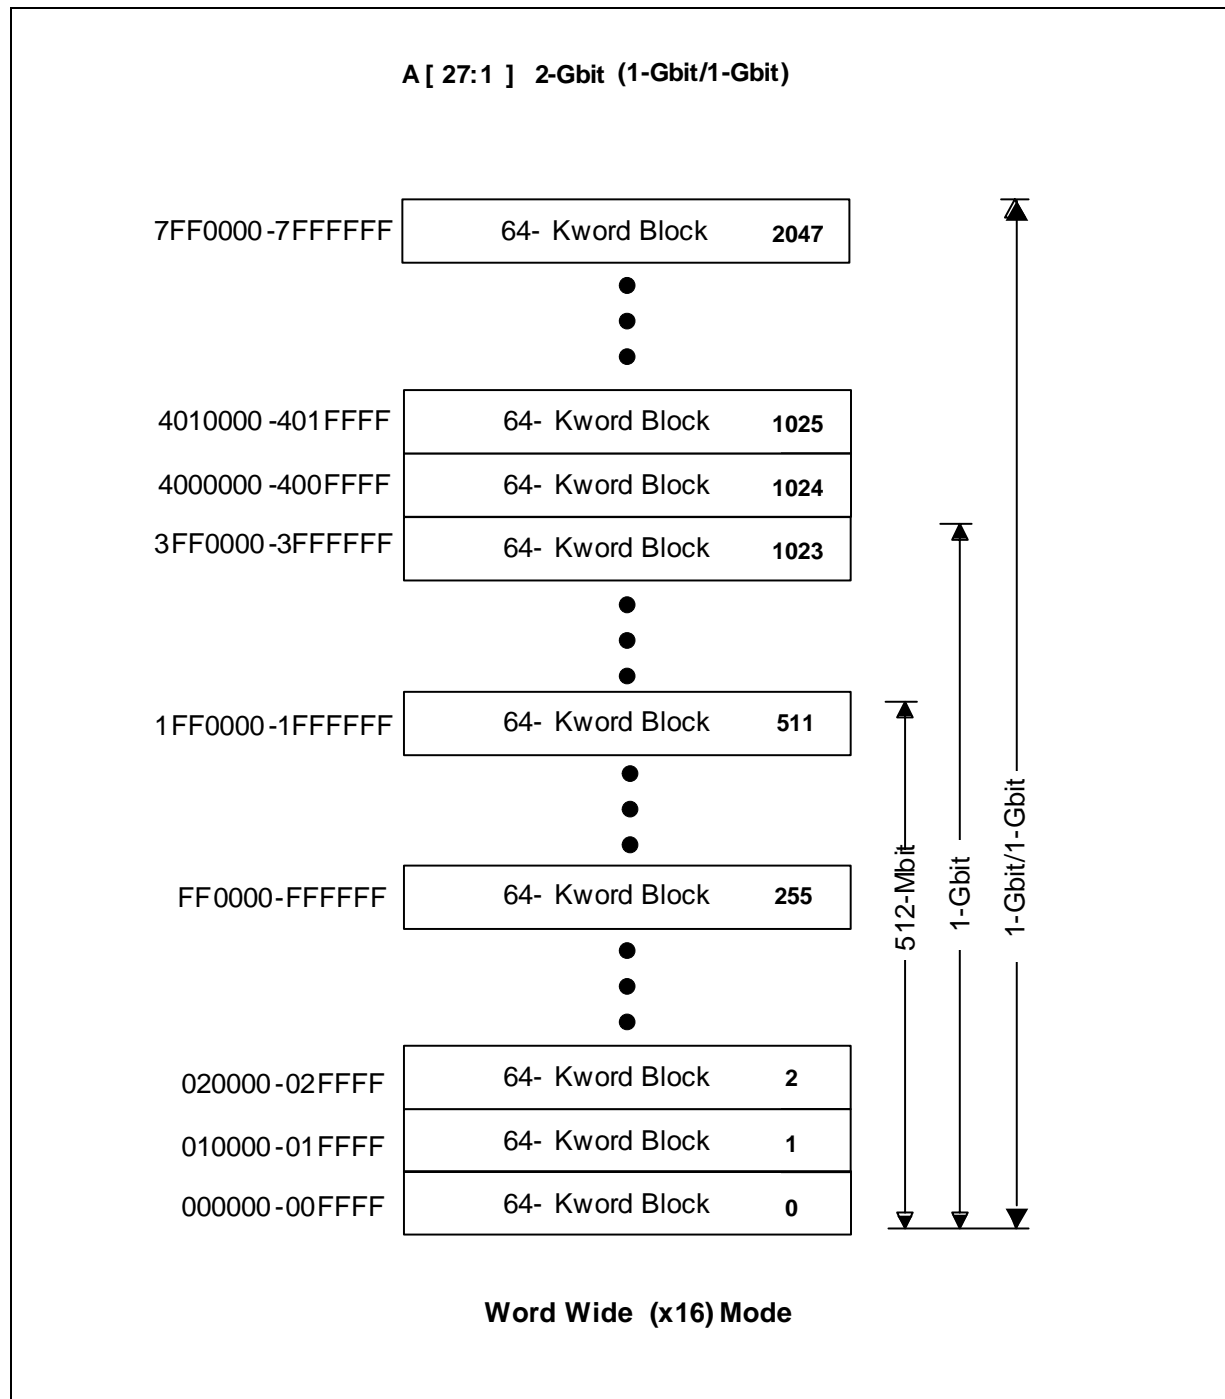 A [ 27:1 ] 2-Gbit (1-Gbit/1-Gbit)
7FF0000-7FFFFFF 64- Kword Block 2047
4010000-401FFFF 64- Kword Block 1025
4000000-400FFFF 64- Kword Block 1024
3FF0000-3FFFFFF 64- Kword Block 1023
1FF0000-1FFFFFF 64- Kword Block 511
FF0000-FFFFFF 64- Kword Block 255
020000-02FFFF 64- Kword Block 2
010000-01FFFF 64- Kword Block 1
000000-00FFFF 64- Kword Block 0
512-Mbit
1-Gbit
1-Gbit/1-Gbit
Word Wide (x16) Mode